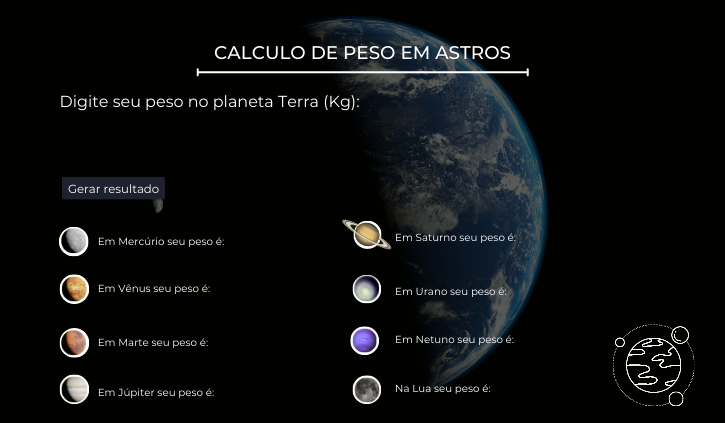 CALCULO DE PESO EM ASTROS
Digite seu peso no planeta Terra (Kg):
Gerar resultado
Em Mercúrio seu peso é:
Em Vênus seu peso é:
Em Marte seu peso é:
Em Júpiter seu peso é:
Em Saturno seu peso é:
Em Urano seu peso é:
Em Netuno seu peso é:
Na Lua seu peso é: